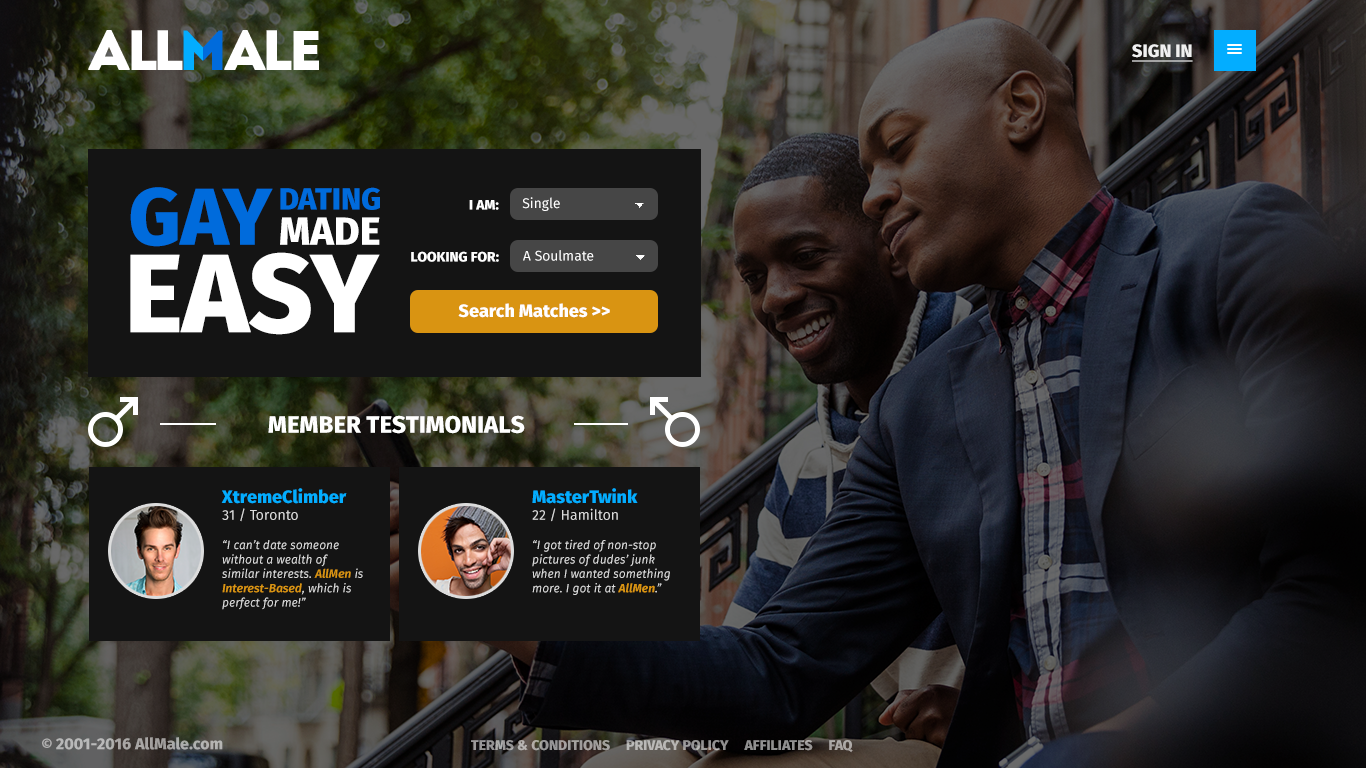 ALLMALE
SIGN IN
GAY DATING
MADE
EASY
I AM: Single
LOOKING FOR: A Soulmate
Search Matches >>
MEMBER TESTIMONIALS
XtremeClimber
31 / Toronto
“I can’t date someone
without a wealth of
similar interests. AllMen is
Interest-Based, which is
perfect for me!”
MasterTwink
22 / Hamilton
“I got tired of non-stop
pictures of dudes’ junk
when I wanted something
more. I got it at AllMen.”
© 2001-2016 AllMale.com
TERMS & CONDITIONS PRIVACY POLICY AFFILIATES FAQ